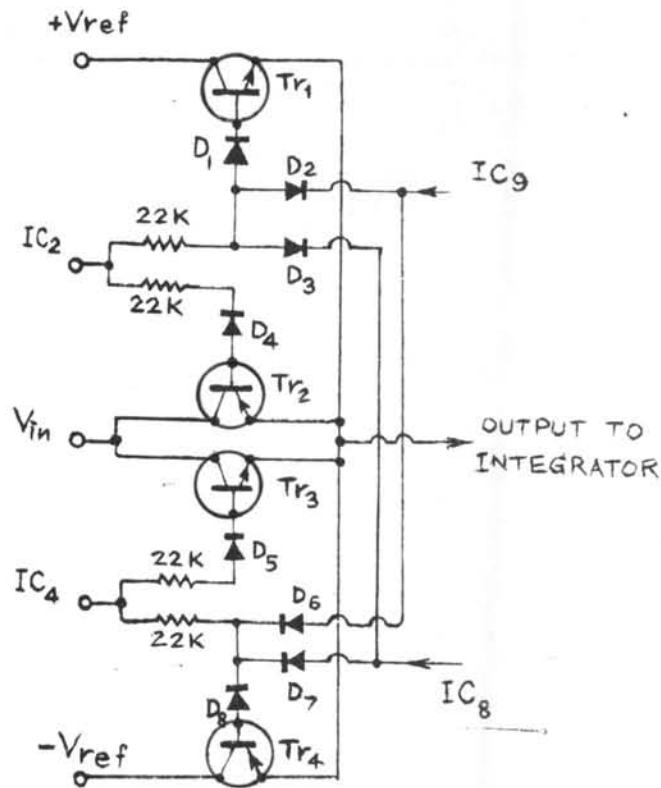 +Vref
Tr1
D1
D2
IC9
22K
IC2
D3
22K
D4
Tr2
Vin
OUTPUT TO
INTEGRATOR
Tr3
D5
22K
IC4
D6
22K
D7
IC8
D8
-Vref
Tr4